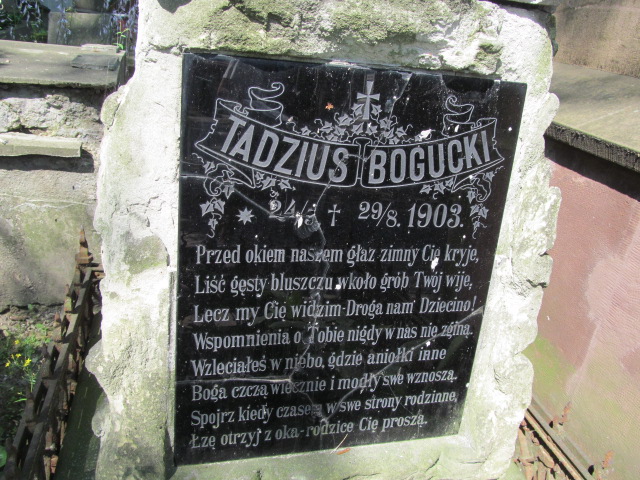 TADZIUS BOGUCKI
24/3 † 29/8. 1903.
Przed okiem naszem głaz zimny Cię kryje,
Liść gęsty bluszczu wkoło grób Twój wije,
Lecz my Cię widzim-Droga nam Dziecino!
Wspomnienia o Tobie nigdy w nas nie zginą.
Wzleciałeś w niebo, gdzie aniołki inne
Boga czczą wiecznie i modły swe wznoszą.
Spojrz kiedy czasem w swe strony rodzinne,
Łzę otrzyj z oka-rodzice Cię proszą.